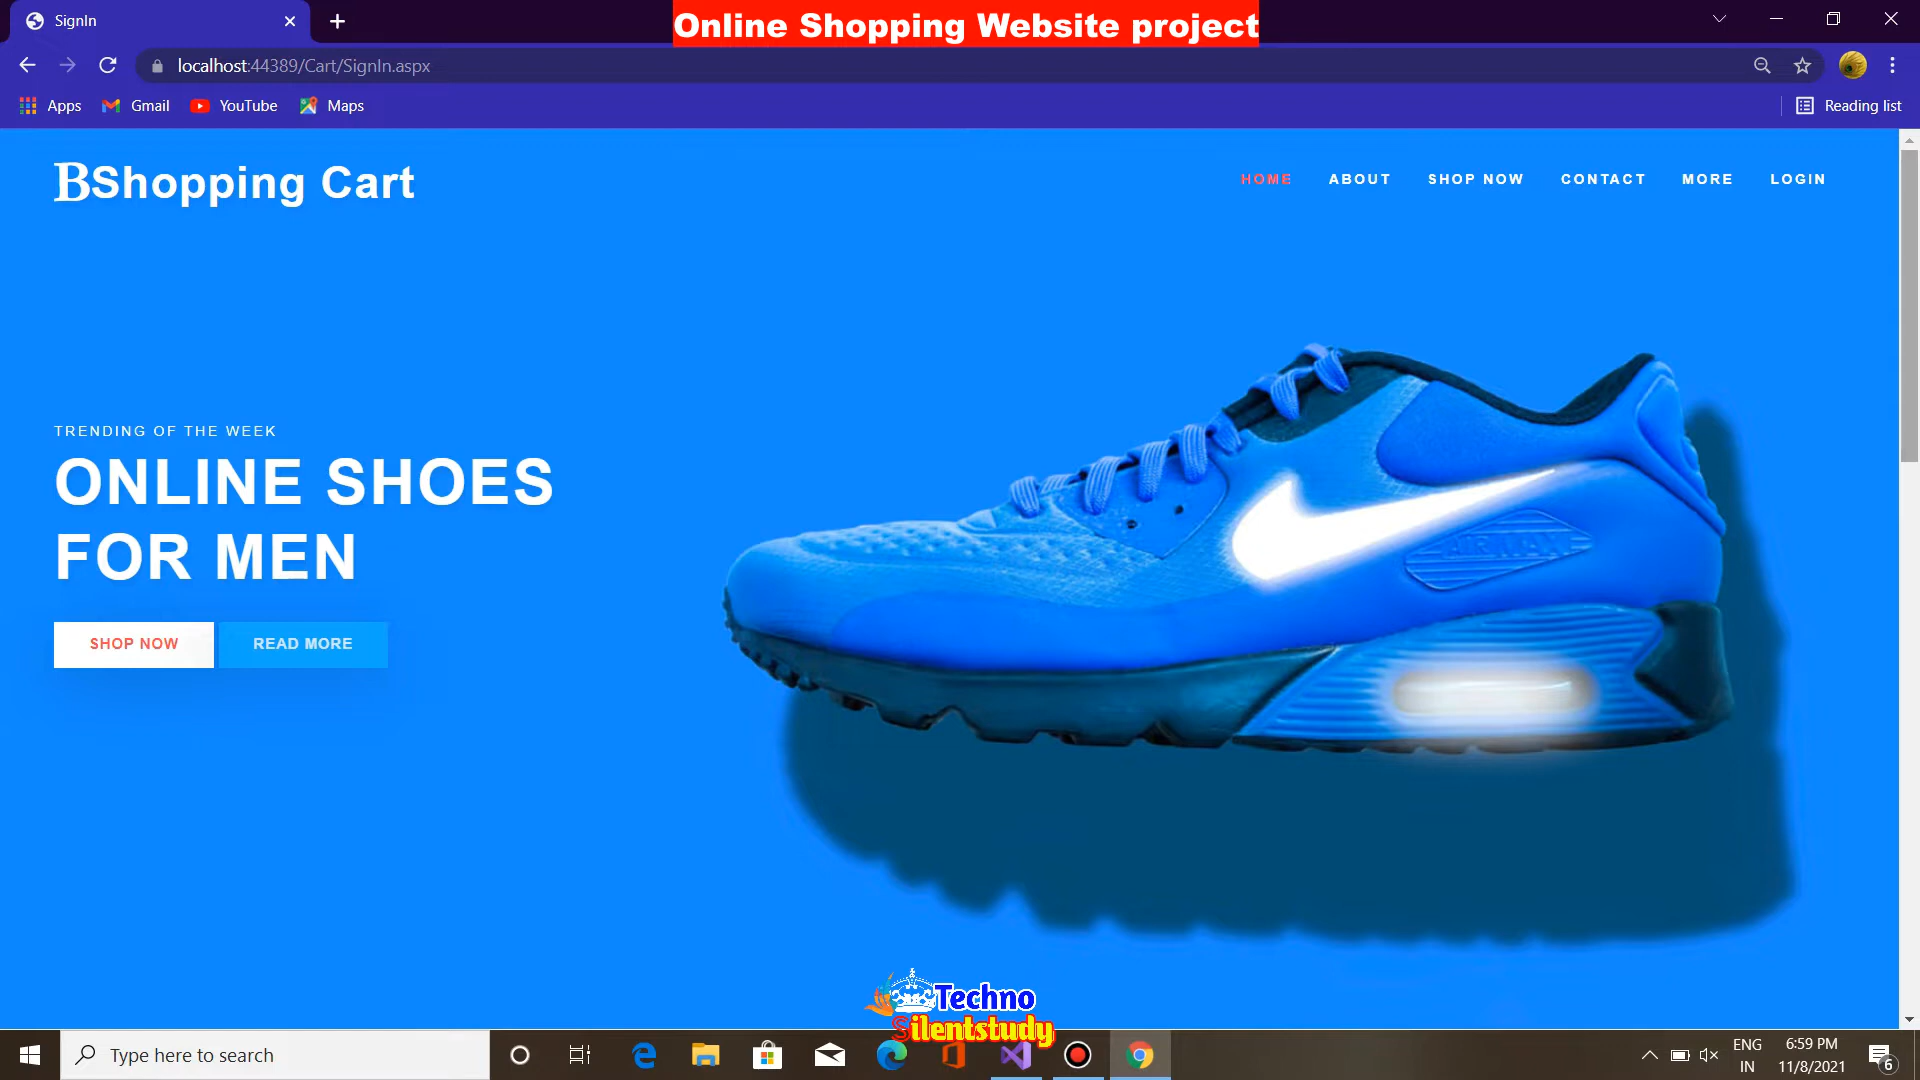 SignIn
Online Shopping Website project
localhost:44389/Cart/SignIn.aspx
Apps
Gmail
YouTube
Maps
Reading list
BShopping Cart
HOME
ABOUT
SHOP NOW
CONTACT
MORE
LOGIN
TRENDING OF THE WEEK
ONLINE SHOES
FOR MEN
SHOP NOW
READ MORE
AIR MAX
Techno
Silentstudy
Type here to search
ENG
IN
6:59 PM
11/8/2021
6